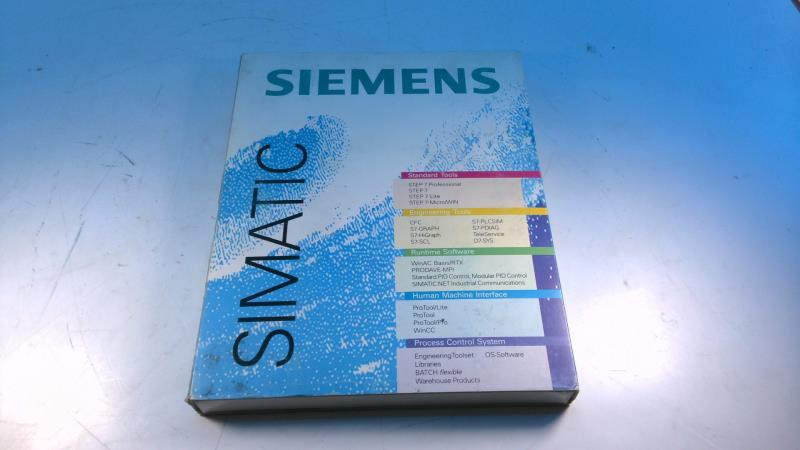 SIEMENS
SIMATIC
Standard Tools
STEP 7 Professional
STEP 7
STEP 7 Lite
STEP 7-Micro/WIN
Engineering Tools
CFC S7-PLCSIM
S7-GRAPH S7-PDIAG
S7-HiGraph TeleService
S7-SCL D7-SYS
Runtime Software
WinAC Basis/RTX
PRODAVE-MPI
Standard PID Control, Modular PID Control
SIMATIC NET Industrial Communications
Human Machine Interface
ProTool/Lite
ProTool
ProTool/Pro
WinCC
Process Control System
EngineeringToolset OS-Software
Libraries
BATCH flexible
Warehouse Products